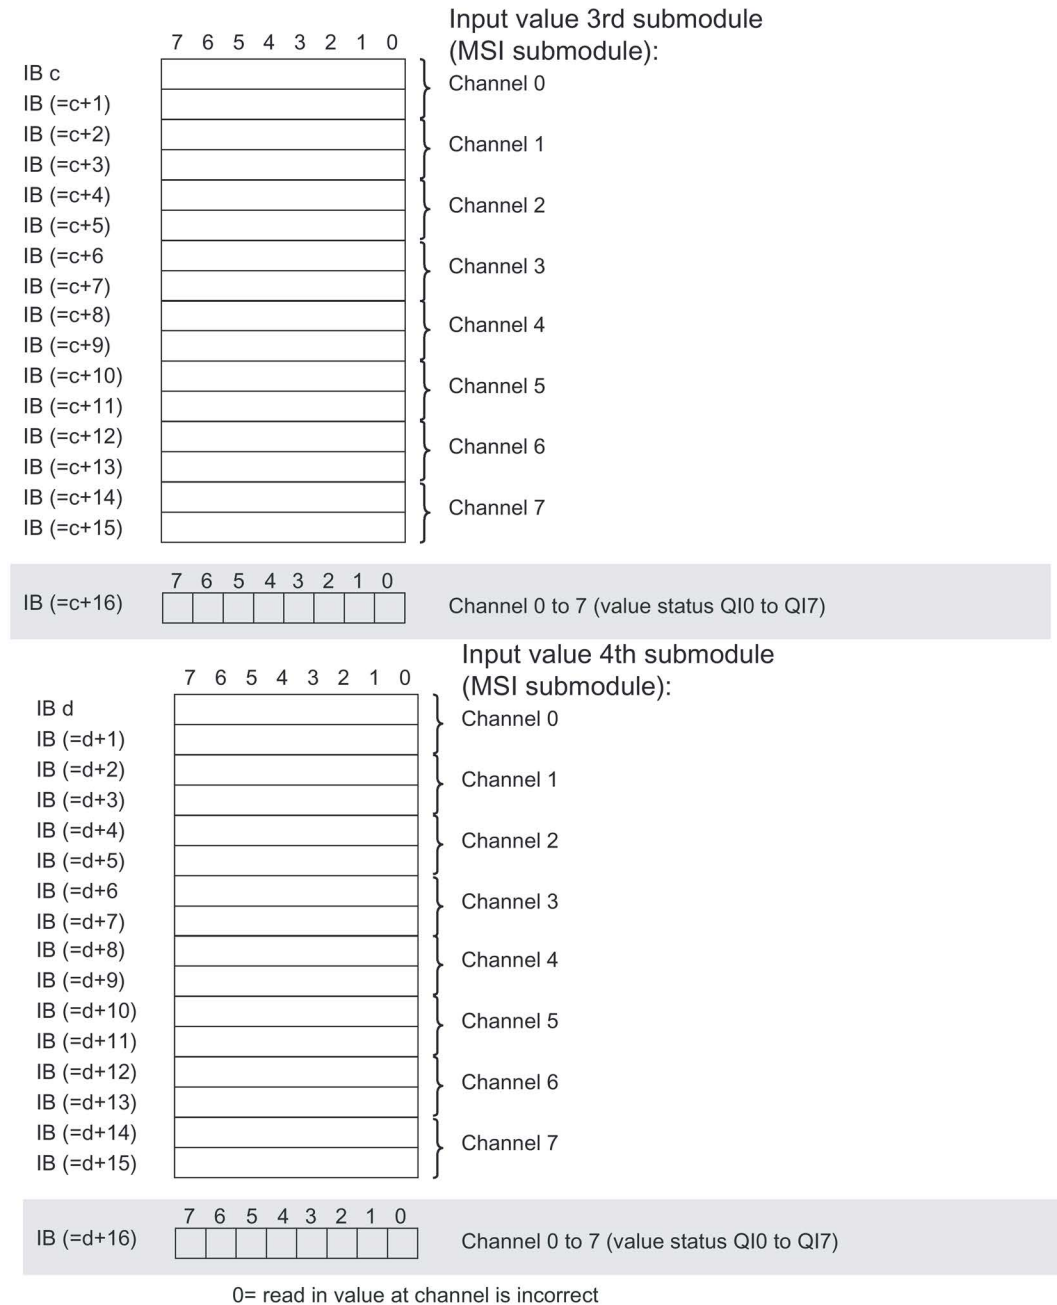 Input value 3rd submodule
7 6 5 4 3 2 1 0 (MSI submodule):
IB c
Channel 0
IB (=c+1)
IB (=c+2)
Channel 1
IB (=c+3)
IB (=c+4)
Channel 2
IB (=c+5)
IB (=c+6
Channel 3
IB (=c+7)
IB (=c+8)
Channel 4
IB (=c+9)
IB (=c+10)
Channel 5
IB (=c+11)
IB (=c+12)
Channel 6
IB (=c+13)
IB (=c+14)
Channel 7
IB (=c+15)
7 6 5 4 3 2 1 0
IB (=c+16) Channel 0 to 7 (value status QI0 to QI7)
Input value 4th submodule
7 6 5 4 3 2 1 0 (MSI submodule):
IB d
Channel 0
IB (=d+1)
IB (=d+2)
Channel 1
IB (=d+3)
IB (=d+4)
Channel 2
IB (=d+5)
IB (=d+6
Channel 3
IB (=d+7)
IB (=d+8)
Channel 4
IB (=d+9)
IB (=d+10)
Channel 5
IB (=d+11)
IB (=d+12)
Channel 6
IB (=d+13)
IB (=d+14)
Channel 7
IB (=d+15)
7 6 5 4 3 2 1 0
IB (=d+16) Channel 0 to 7 (value status QI0 to QI7)
0= read in value at channel is incorrect